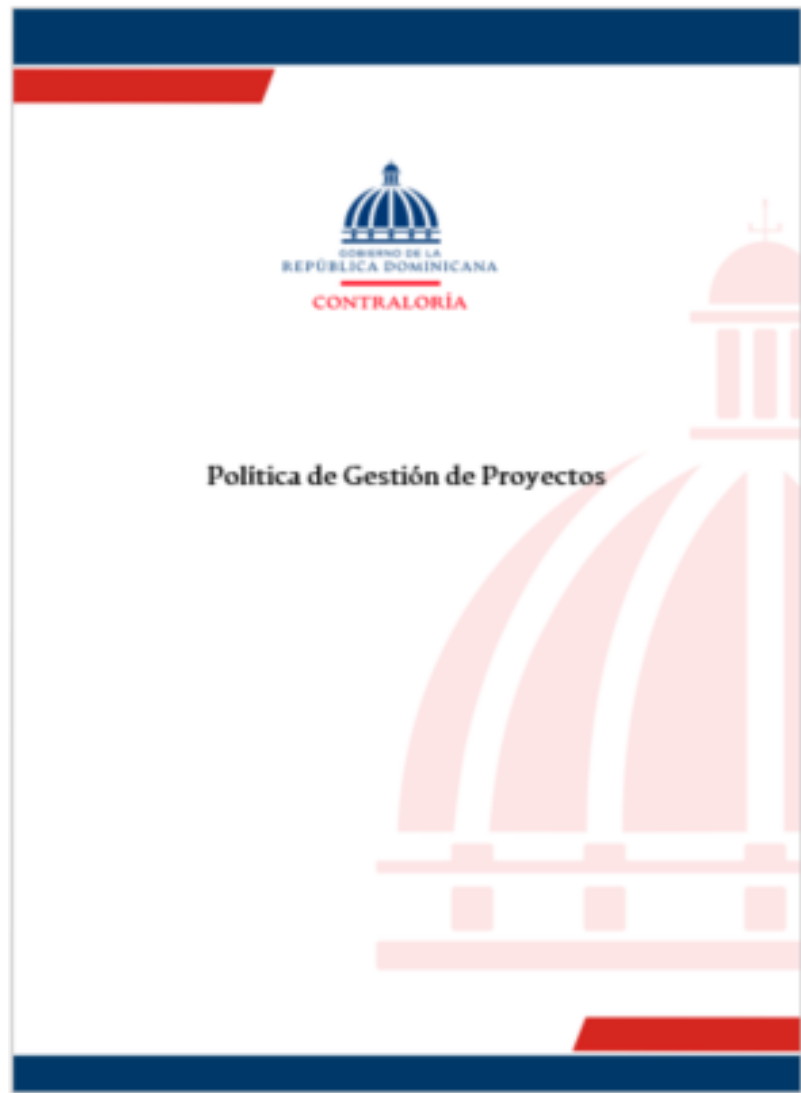 GOBIERNO DE LA
REPÚBLICA DOMINICANA
CONTRALORÍA
Política de Gestión de Proyectos